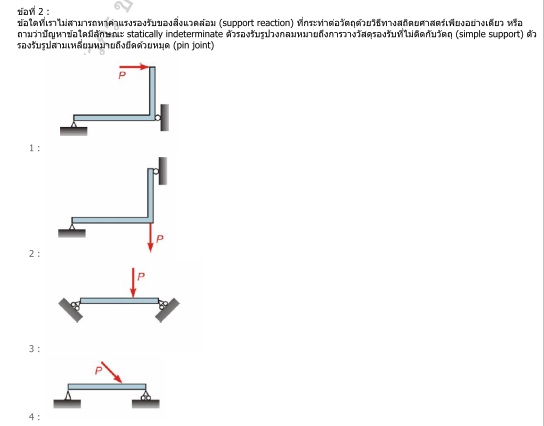 ข้อที่ 2 :
ข้อใดที่เราไม่สามารถหาค่าแรงรองรับของสิ่งแวดล้อม (support reaction) ที่กระทำต่อวัตถุด้วยวิธีทางสถิตยศาสตร์เพียงอย่างเดียว หรือ
ถามว่าปัญหาข้อใดมีลักษณะ statically indeterminate ตัวรองรับรูปวงกลมหมายถึงการวางวัสดุรองรับที่ไม่ติดกับวัตถุ (simple support) ตัว
รองรับรูปสามเหลี่ยมหมายถึงยึดด้วยหมุด (pin joint)
P
1 :
P
2 :
P
3 :
P
4 :